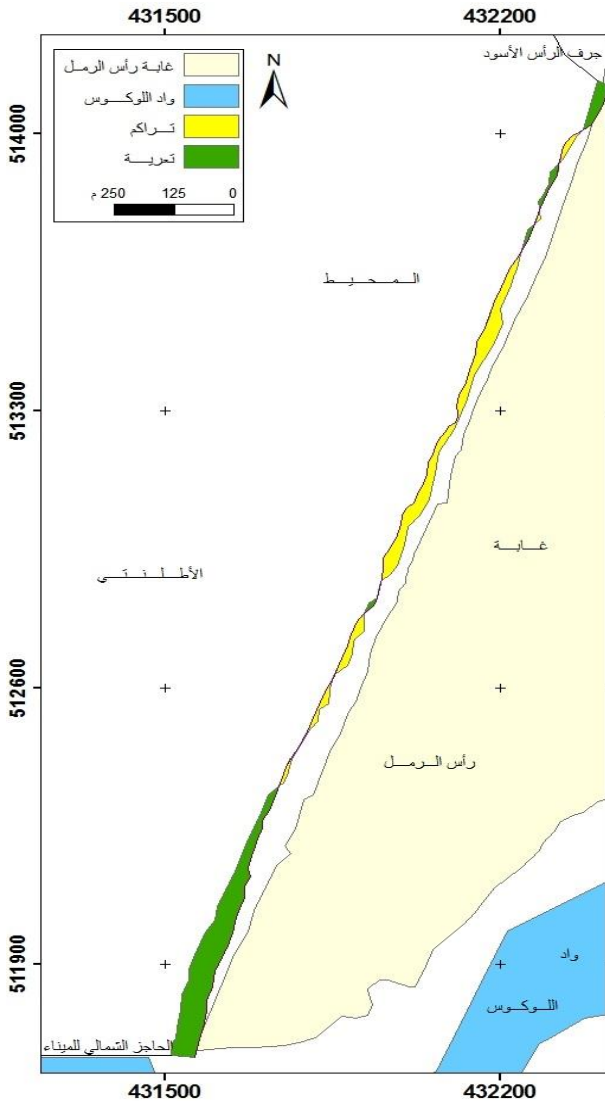 431500 432200
جرف الرأس الأسود
غابة رأس الرمل
واد اللوكوس
تراكم
تعرية
250 م 125 0
N
514000
المحيط
513300
غابة
الأطلنتي
512600
رأس الرمل
511900
واد
اللوكوس
الحاجز الشمالي للميناء
431500 432200